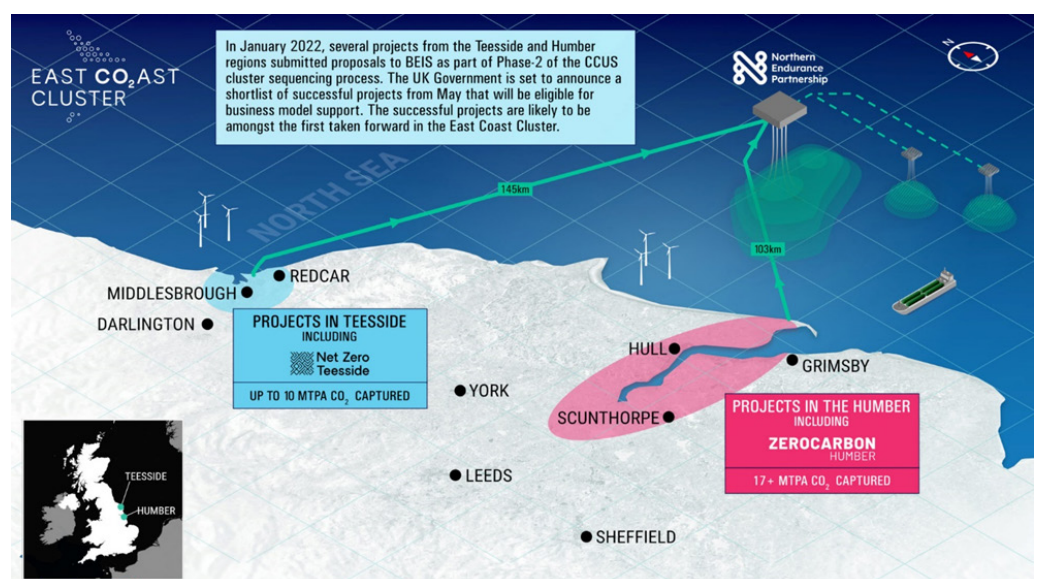 EAST CO₂AST
CLUSTER
In January 2022, several projects from the Teesside and Humber
regions submitted proposals to BEIS as part of Phase-2 of the CCUS
cluster sequencing process. The UK Government is set to announce a
shortlist of successful projects from May that will be eligible for
business model support. The successful projects are likely to be
amongst the first taken forward in the East Coast Cluster.
Northern
Endurance
Partnership
N
NORTH SEA
145km
103km
REDCAR
MIDDLESBROUGH
DARLINGTON
PROJECTS IN TEESSIDE
INCLUDING
Net Zero
Teesside
UP TO 10 MTPA CO₂ CAPTURED
HULL
GRIMSBY
YORK
SCUNTHORPE
PROJECTS IN THE HUMBER
INCLUDING
ZEROCARBON
HUMBER
17+ MTPA CO₂ CAPTURED
LEEDS
SHEFFIELD
TEESSIDE
HUMBER